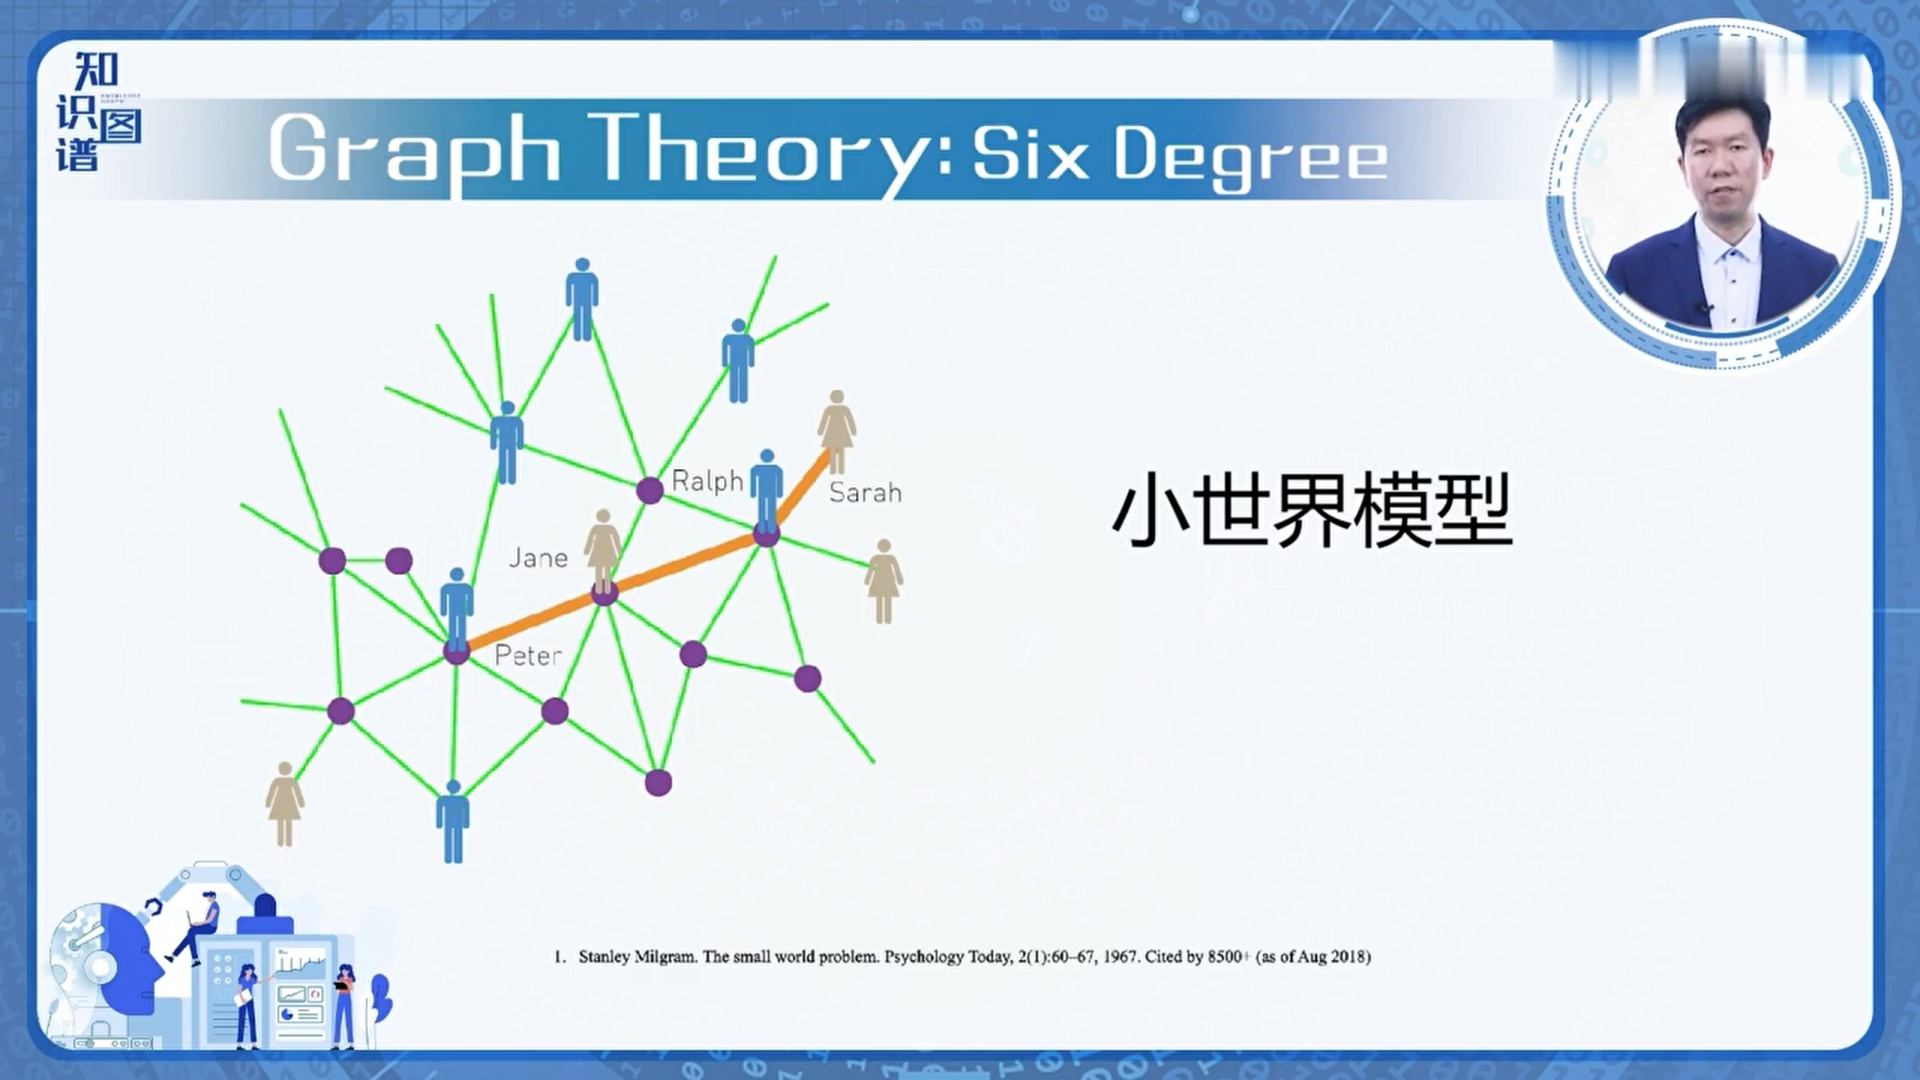 知识图谱
Graph Theory: Six Degree
Ralph
Sarah
Jane
Peter
小世界模型
1. Stanley Milgram. The small world problem. Psychology Today, 2(1):60–67, 1967. Cited by 8500+ (as of Aug 2018)